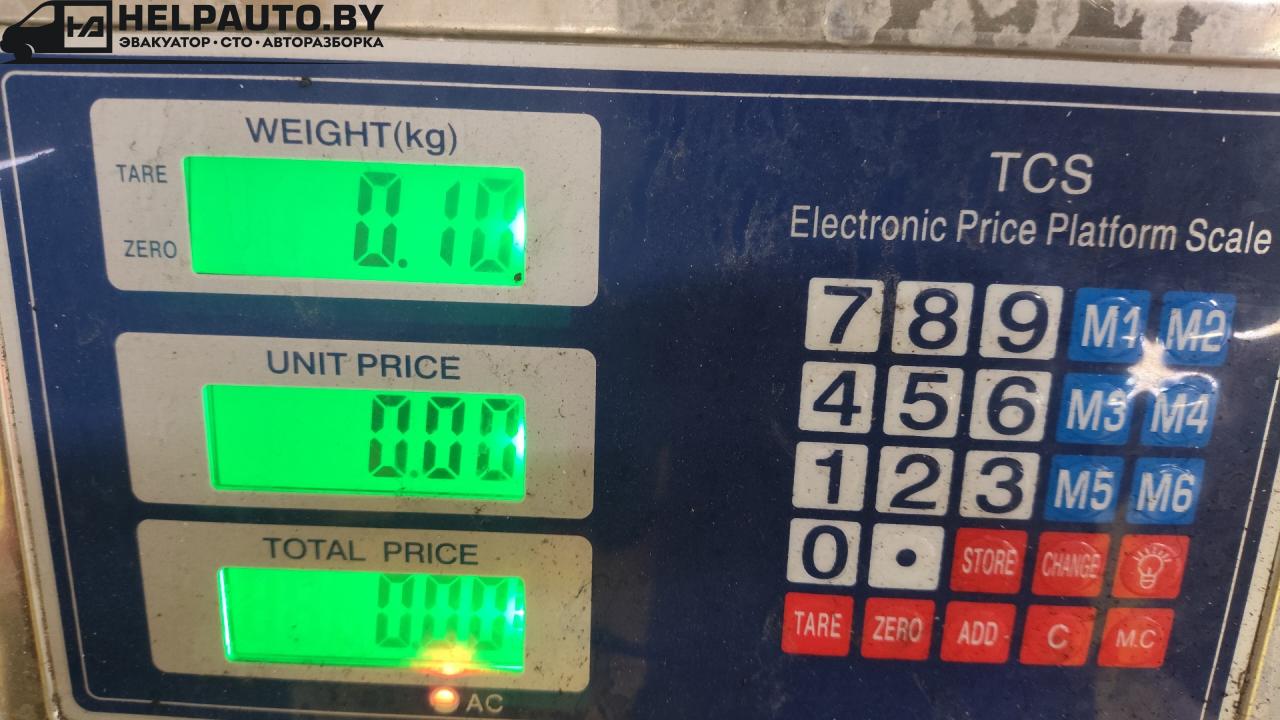 HELPAUTO.BY
ЭВАКУАТОР · СТО · АВТОРАЗБОРКА
WEIGHT(kg)
TARE
0.10
ZERO
UNIT PRICE
0.00
TOTAL PRICE
0.00
AC
TCS
Electronic Price Platform Scale
7 8 9 M1 M2
4 5 6 M3 M4
1 2 3 M5 M6
0 • STORE CHANGE
TARE ZERO ADD C M.C